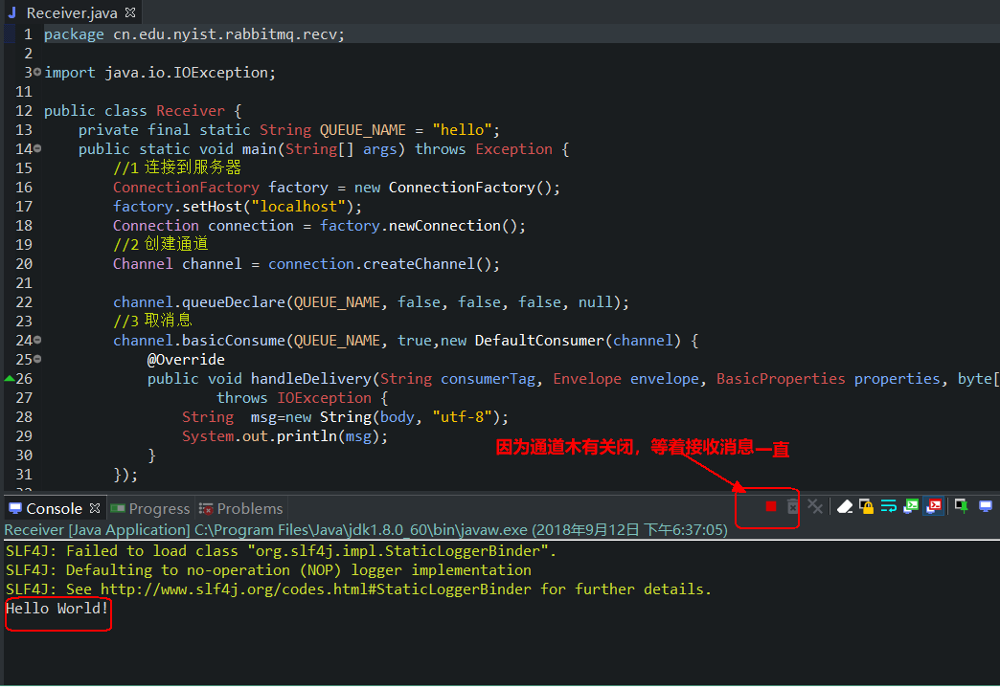 Receiver.java
1 package cn.edu.nyist.rabbitmq.recv;
2
3 import java.io.IOException;
11
12 public class Receiver {
13 private final static String QUEUE_NAME = "hello";
14 public static void main(String[] args) throws Exception {
15 //1 连接到服务器
16 ConnectionFactory factory = new ConnectionFactory();
17 factory.setHost("localhost");
18 Connection connection = factory.newConnection();
19 //2 创建通道
20 Channel channel = connection.createChannel();
21
22 channel.queueDeclare(QUEUE_NAME, false, false, false, null);
23 //3 取消息
24 channel.basicConsume(QUEUE_NAME, true,new DefaultConsumer(channel) {
25 @Override
26 public void handleDelivery(String consumerTag, Envelope envelope, BasicProperties properties, byte[
27 throws IOException {
28 String msg=new String(body, "utf-8");
29 System.out.println(msg);
30 }
31 });
因为通道木有关闭，等着接收消息一直
Console Progress Problems
Receiver [Java Application] C:\Program Files\Java\jdk1.8.0_60\bin\javaw.exe (2018年9月12日 下午6:37:05)
SLF4J: Failed to load class "org.slf4j.impl.StaticLoggerBinder".
SLF4J: Defaulting to no-operation (NOP) logger implementation
SLF4J: See http://www.slf4j.org/codes.html#StaticLoggerBinder for further details.
Hello World!